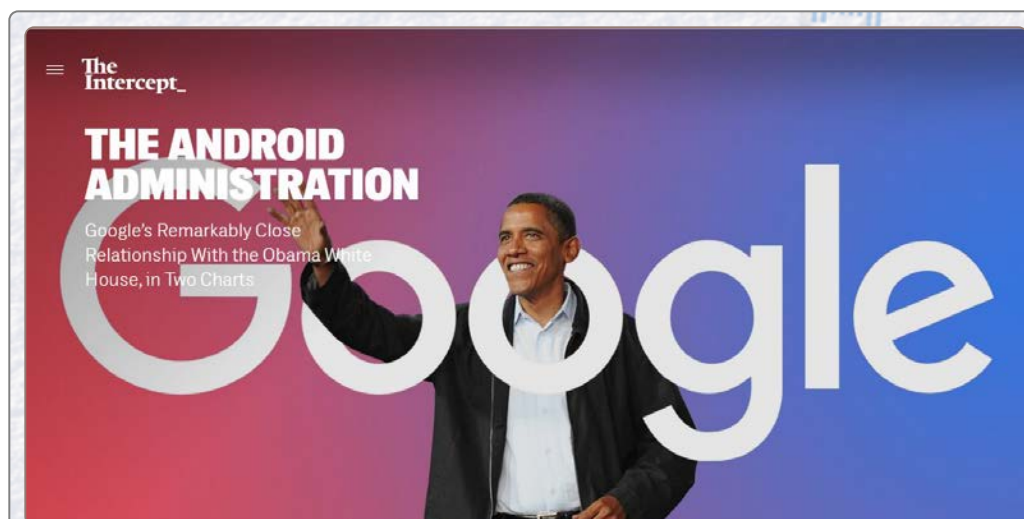 The
Intercept_
THE ANDROID
ADMINISTRATION
Google's Remarkably Close
Relationship With the Obama White
House, in Two Charts
Google